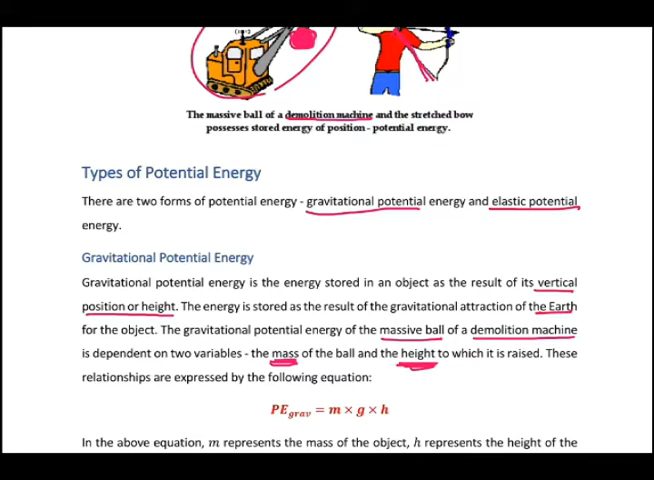 The massive ball of a demolition machine and the stretched bow
possesses stored energy of position - potential energy.
Types of Potential Energy
There are two forms of potential energy - gravitational potential energy and elastic potential
energy.
Gravitational Potential Energy
Gravitational potential energy is the energy stored in an object as the result of its vertical
position or height. The energy is stored as the result of the gravitational attraction of the Earth
for the object. The gravitational potential energy of the massive ball of a demolition machine
is dependent on two variables - the mass of the ball and the height to which it is raised. These
relationships are expressed by the following equation:
PE_grav = m × g × h
In the above equation, m represents the mass of the object, h represents the height of the